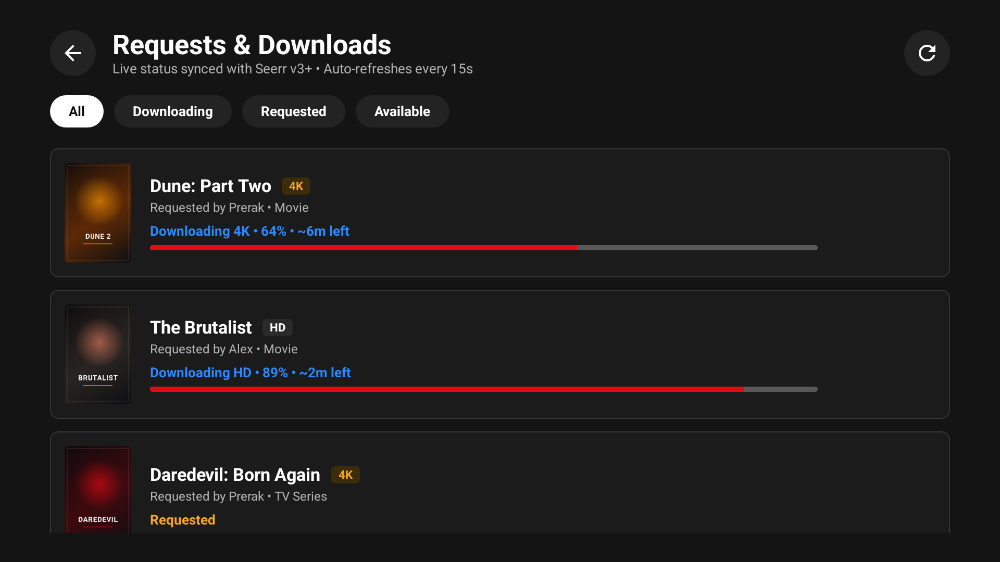 Requests & Downloads
Live status synced with Seerr v3+ • Auto-refreshes every 15s
All Downloading Requested Available
DUNE 2
Dune: Part Two 4K
Requested by Prerak • Movie
Downloading 4K • 64% • ~6m left
BRUTALIST
The Brutalist HD
Requested by Alex • Movie
Downloading HD • 89% • ~2m left
DAREDEVIL
Daredevil: Born Again 4K
Requested by Prerak • TV Series
Requested